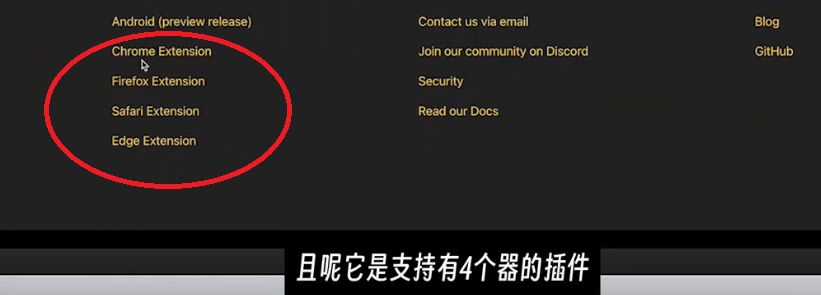 Android (preview release)
Chrome Extension
Firefox Extension
Safari Extension
Edge Extension
Contact us via email
Join our community on Discord
Security
Read our Docs
Blog
GitHub
且呢它是支持有4个器的插件